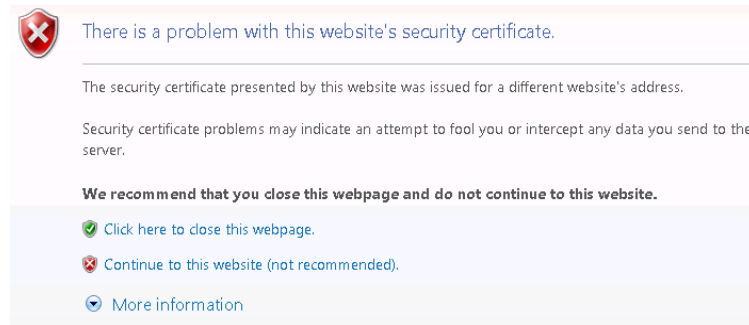 There is a problem with this website's security certificate.
The security certificate presented by this website was issued for a different website's address.
Security certificate problems may indicate an attempt to fool you or intercept any data you send to the
server.
We recommend that you close this webpage and do not continue to this website.
Click here to close this webpage.
Continue to this website (not recommended).
More information